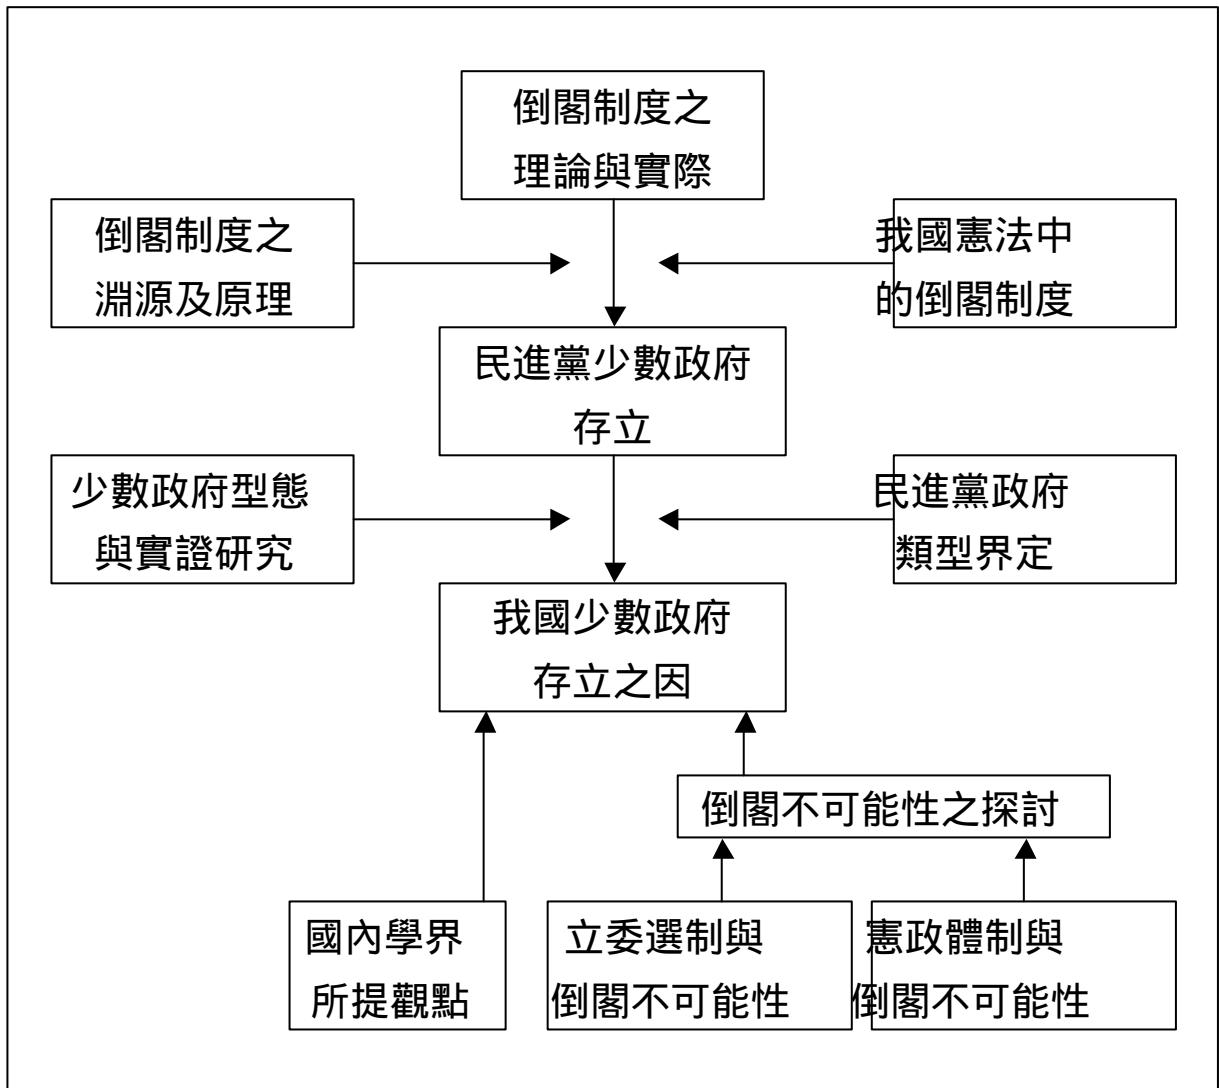 倒閣制度之
理論與實際
倒閣制度之
淵源及原理
我國憲法中
的倒閣制度
民進黨少數政府
存立
少數政府型態
與實證研究
民進黨政府
類型界定
我國少數政府
存立之因
倒閣不可能性之探討
國內學界
所提觀點
立委選制與
倒閣不可能性
憲政體制與
倒閣不可能性